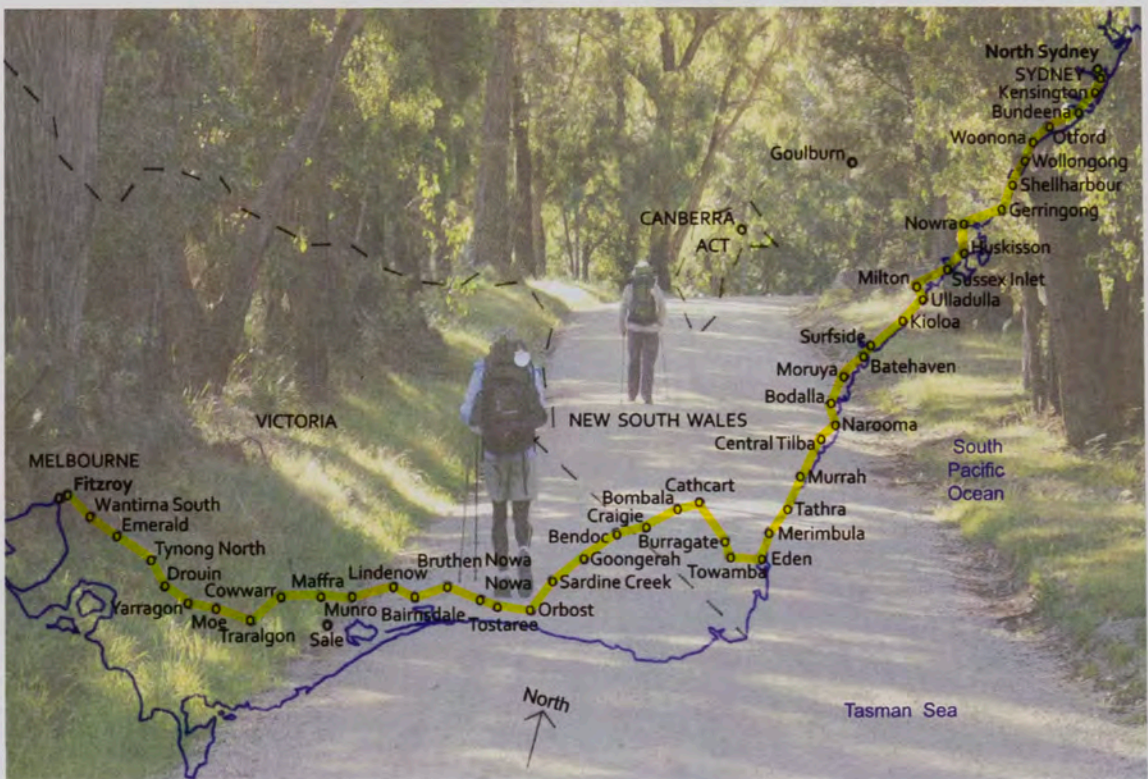 North Sydney
SYDNEY
Kensington
Bundeena
Otford
Woonona
Wollongong
Goulburn
Shellharbour
Gerringong
CANBERRA
Nowra
ACT
Huskisson
Sussex Inlet
Milton
Ulladulla
Kioloa
Surfside
Batehaven
Moruya
Bodalla
VICTORIA
NEW SOUTH WALES
Narooma
Central Tilba
South
Pacific
Ocean
MELBOURNE
Fitzroy
Murrah
Cathcart
Wantirna South
Bombala
Tathra
Emerald
Craigie
Bendoc
Burragate
Merimbula
Tynong North
Bruthen
Nowa
Goongerah
Eden
Towamba
Drouin
Cowwarr
Maffra
Lindenow
Nowa
Sardine Creek
Yarragon
Moe
Munro
Bairnsdale
Orbost
Traralgon
Sale
Tostaree
North
Tasman Sea